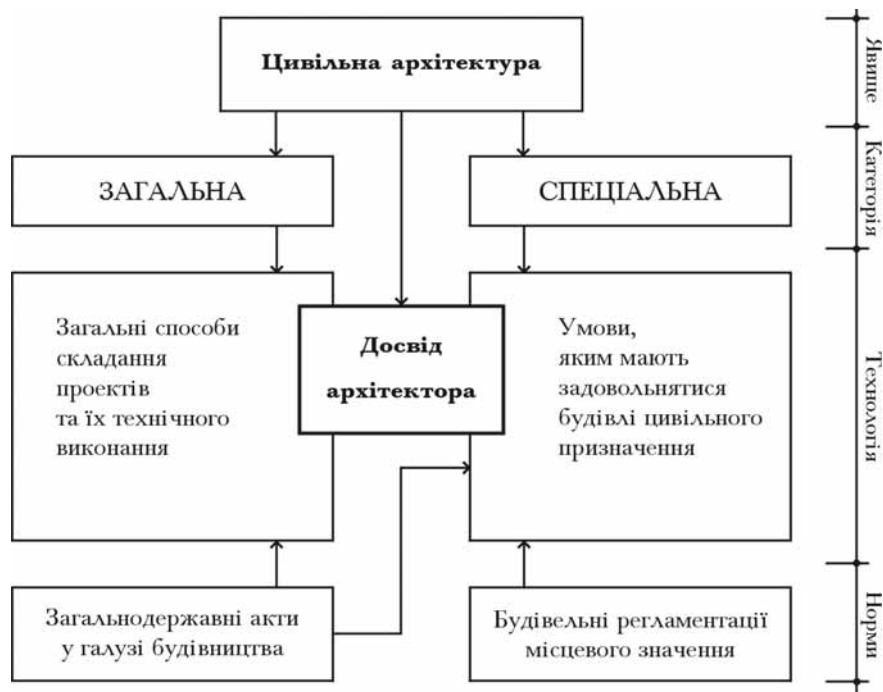 Цивільна архітектура
ЗАГАЛЬНА
СПЕЦІАЛЬНА
Загальні способи
складання
проектів
та їх технічного
виконання
Досвід
архітектора
Умови,
яким мають
задовольнятися
будівлі цивільного
призначення
Загальнодержавні акти
у галузі будівництва
Будівельні регламентації
місцевого значення
Явище
Категорія
Технологія
Норми